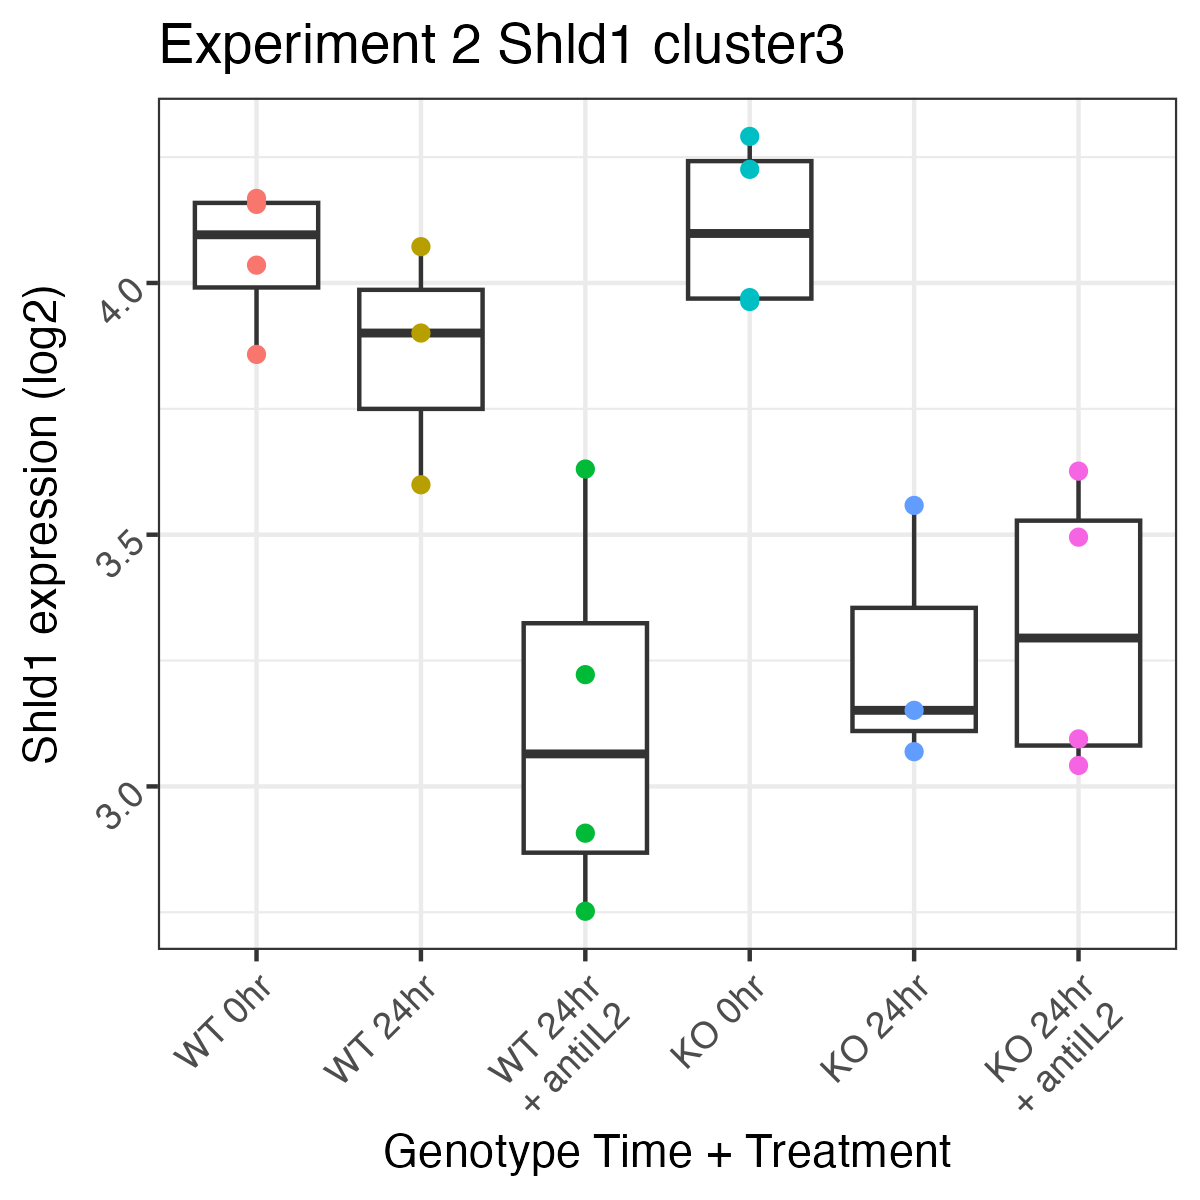 Experiment 2 Shld1 cluster3
Shld1 expression (log2)
4.0
3.5
3.0
WT 0hr
WT 24hr
WT 24hr
+ antiIL2
KO 0hr
KO 24hr
KO 24hr
+ antiIL2
Genotype Time + Treatment